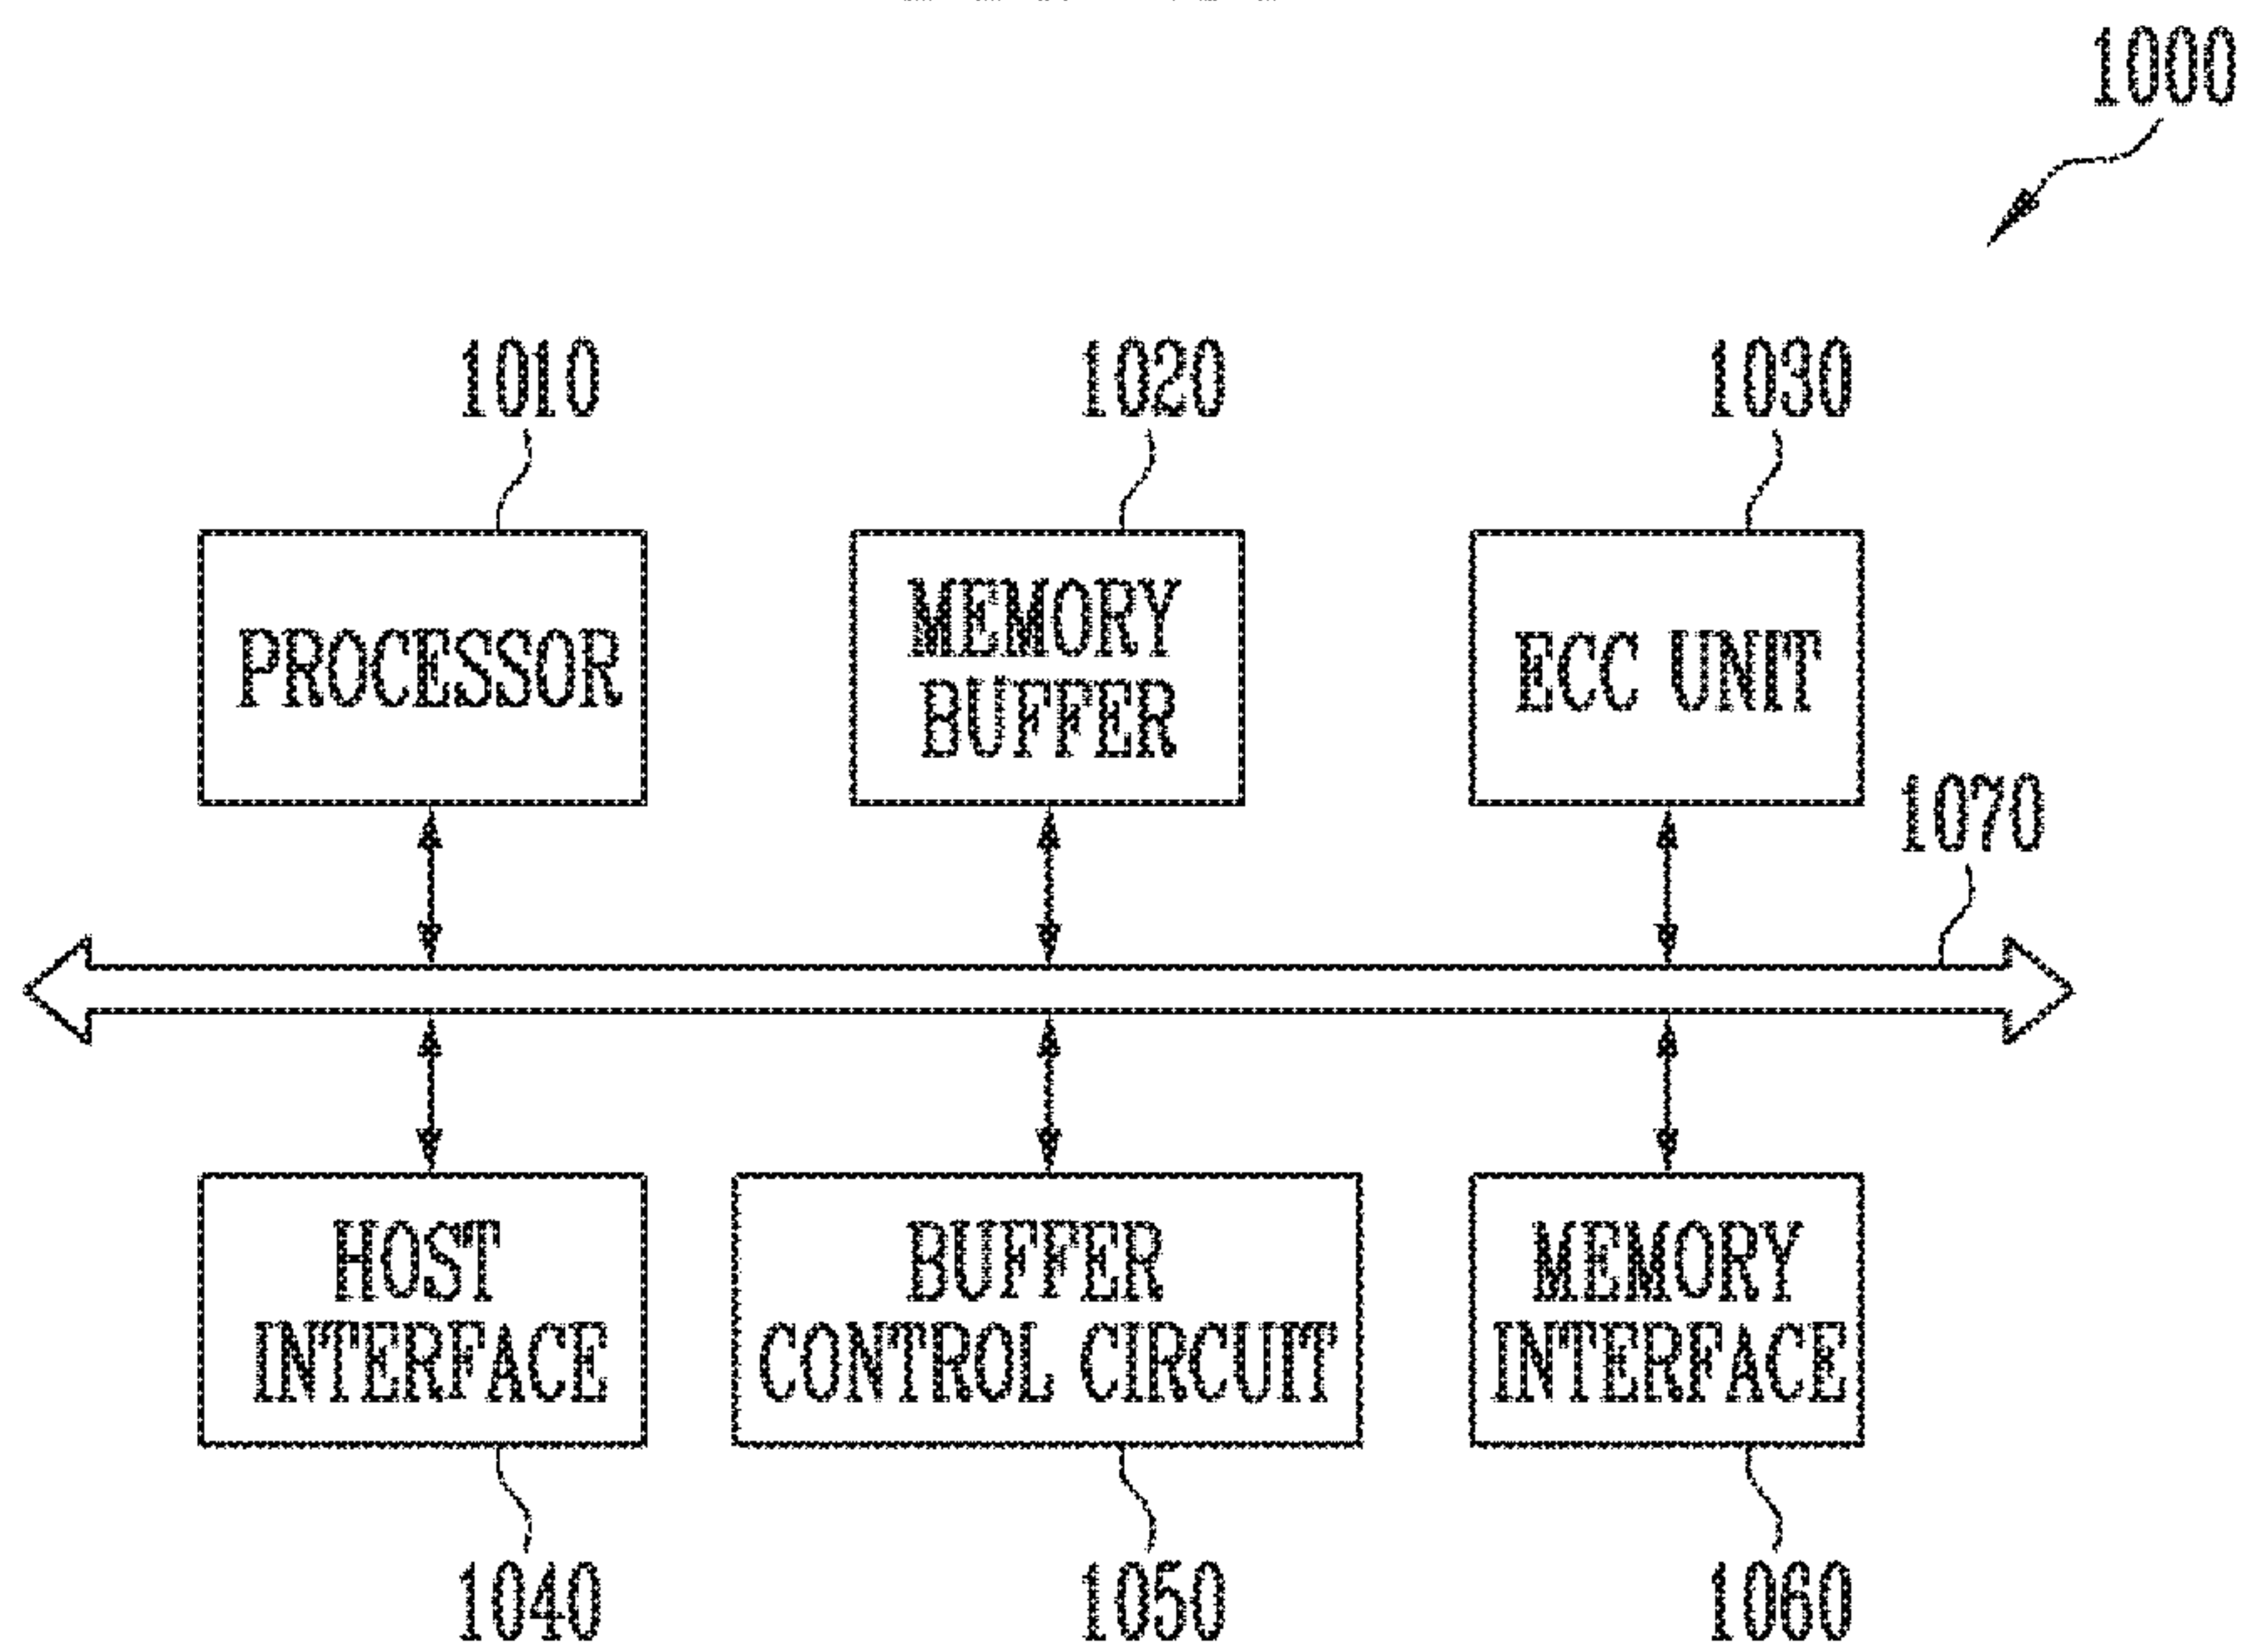 1000
1010
1020
1030
PROCESSOR
MEMORY
BUFFER
ECC UNIT
1070
HOST
INTERFACE
BUFFER
CONTROL CIRCUIT
MEMORY
INTERFACE
1040
1050
1060